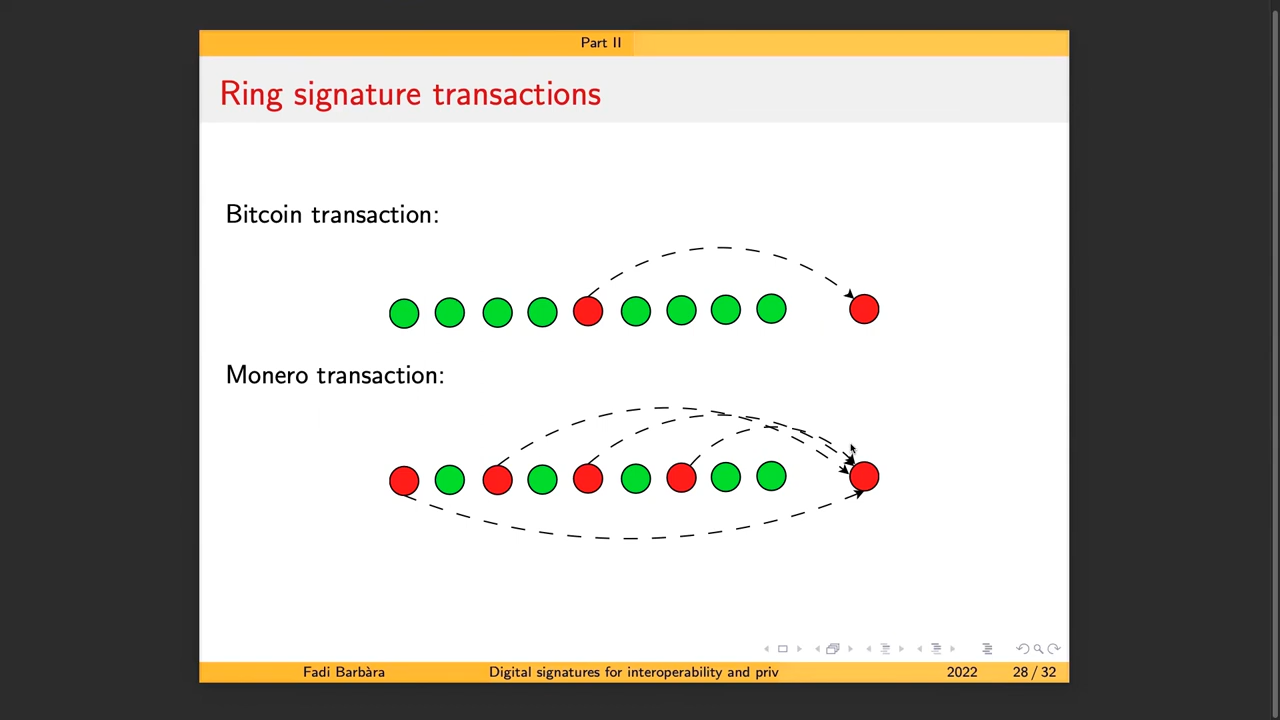 Part II
Ring signature transactions
Bitcoin transaction:
Monero transaction:
Fadi Barbàra Digital signatures for interoperability and priv 2022 28 / 32